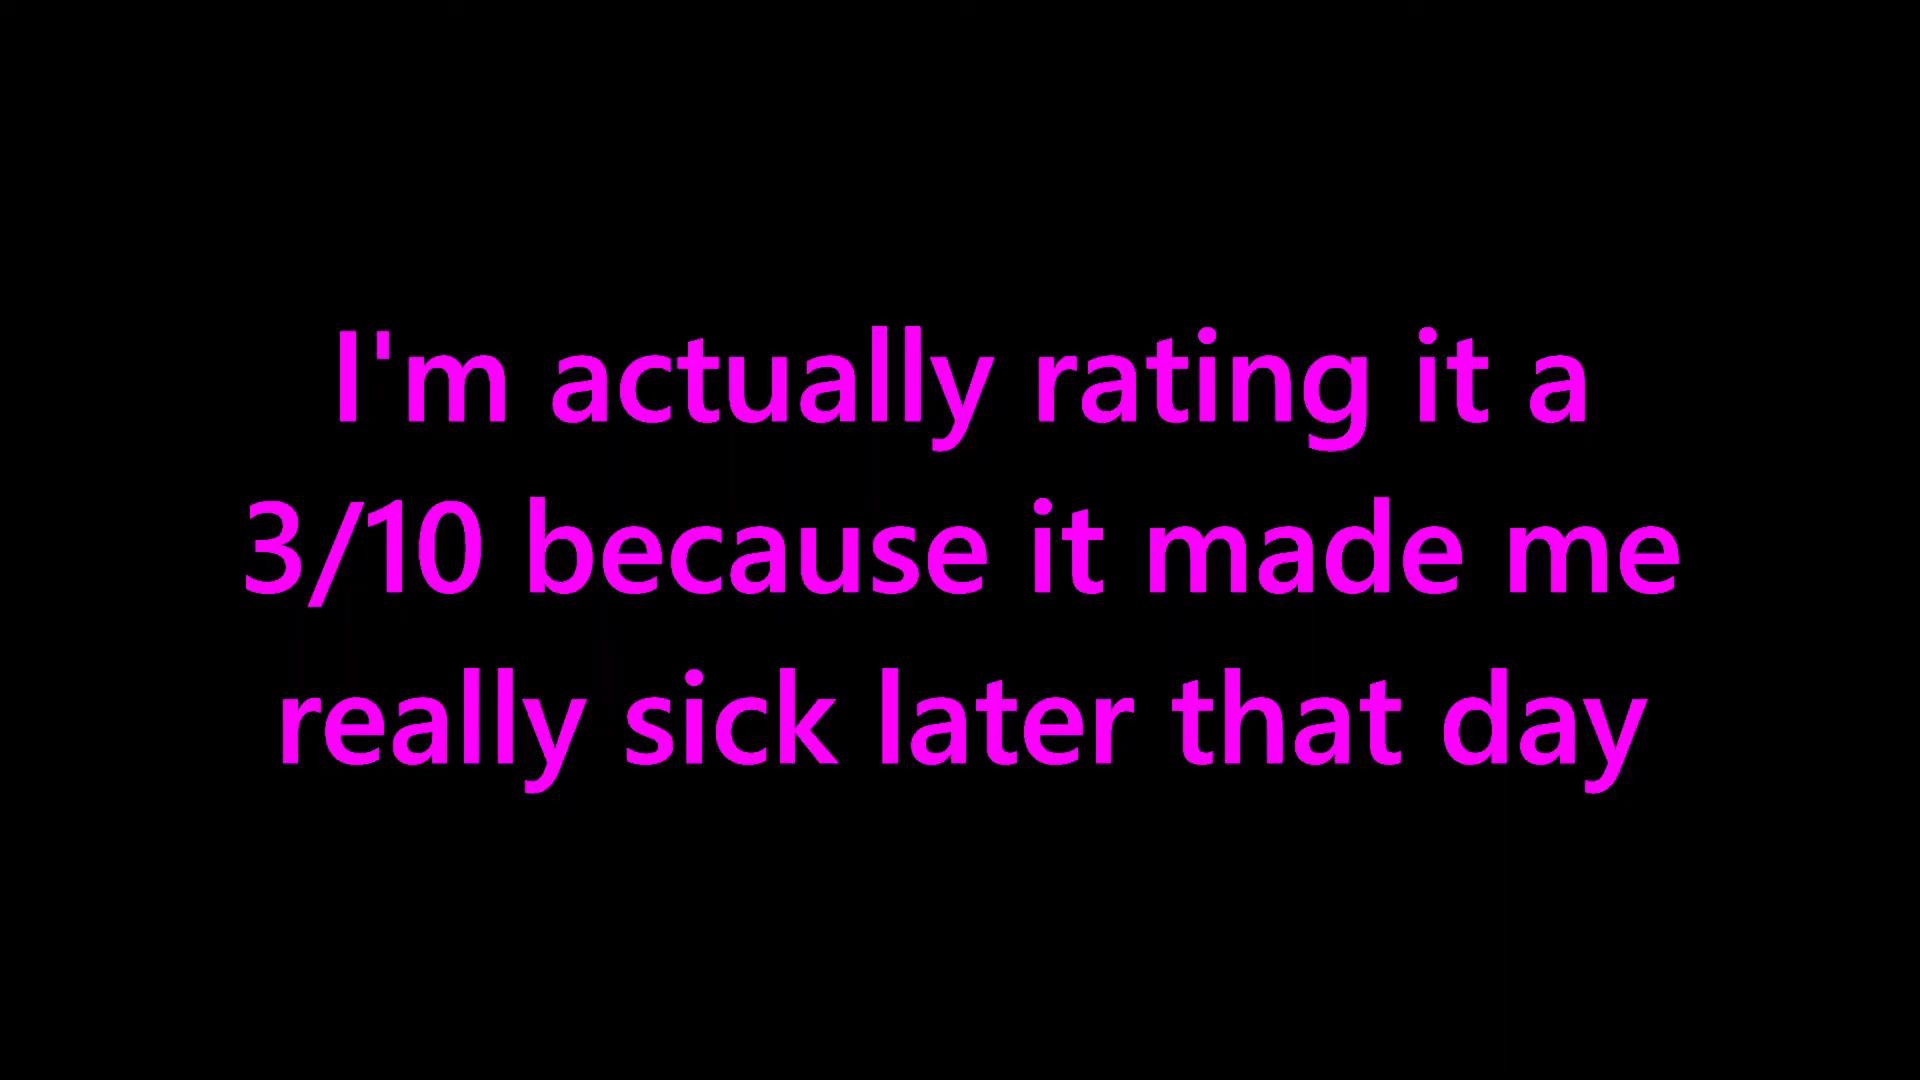 I'm actually rating it a
3/10 because it made me
really sick later that day